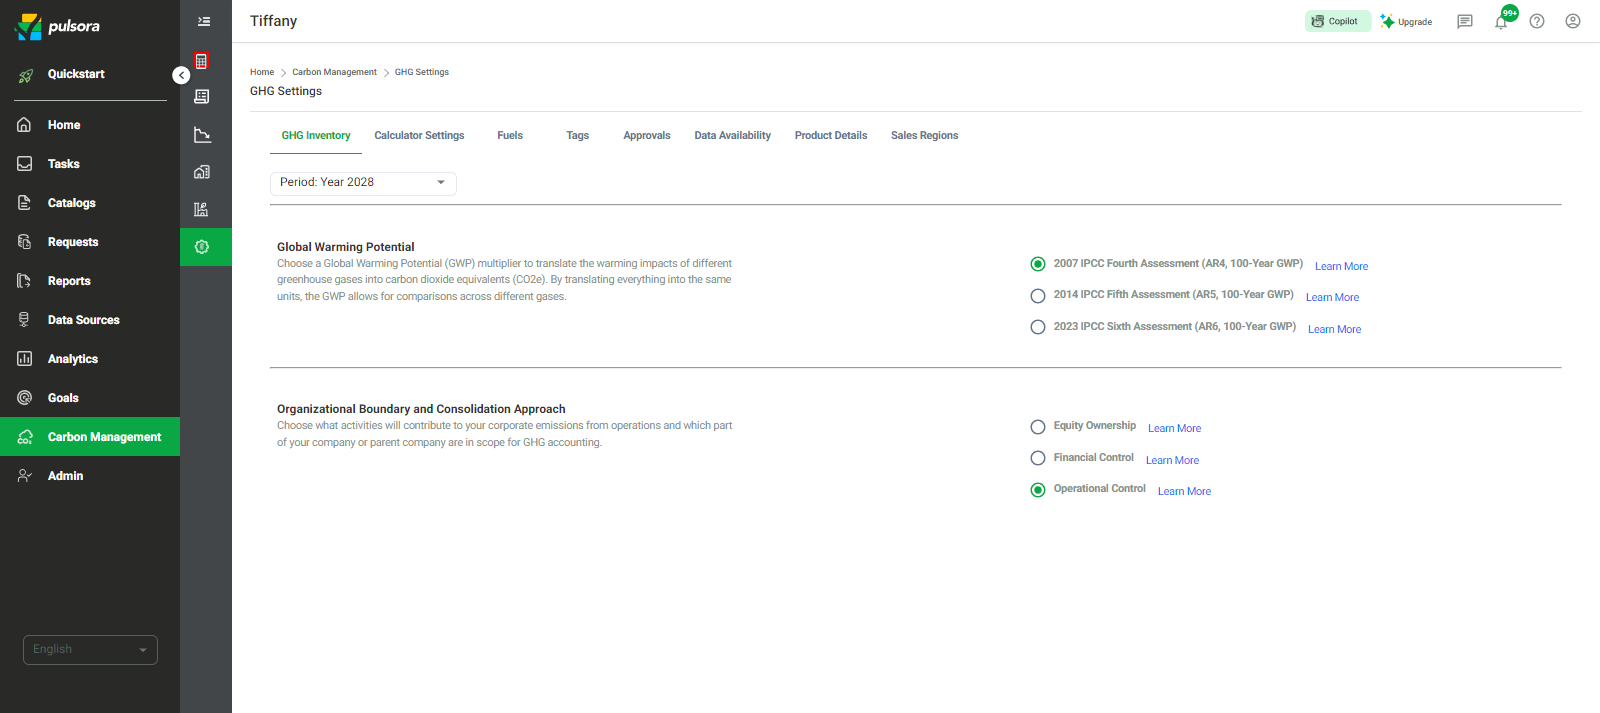 pulsora
Tiffany
Copilot
Upgrade
99+
Quickstart
Home
Tasks
Catalogs
Requests
Reports
Data Sources
Analytics
Goals
CO2
Carbon Management
Admin
English
Home > Carbon Management > GHG Settings
GHG Settings
GHG Inventory Calculator Settings Fuels Tags Approvals Data Availability Product Details Sales Regions
Period: Year 2028
Global Warming Potential
Choose a Global Warming Potential (GWP) multiplier to translate the warming impacts of different
greenhouse gases into carbon dioxide equivalents (CO2e). By translating everything into the same
units, the GWP allows for comparisons across different gases.
2007 IPCC Fourth Assessment (AR4, 100-Year GWP) Learn More
2014 IPCC Fifth Assessment (AR5, 100-Year GWP) Learn More
2023 IPCC Sixth Assessment (AR6, 100-Year GWP) Learn More
Organizational Boundary and Consolidation Approach
Choose what activities will contribute to your corporate emissions from operations and which part
of your company or parent company are in scope for GHG accounting.
Equity Ownership Learn More
Financial Control Learn More
Operational Control Learn More